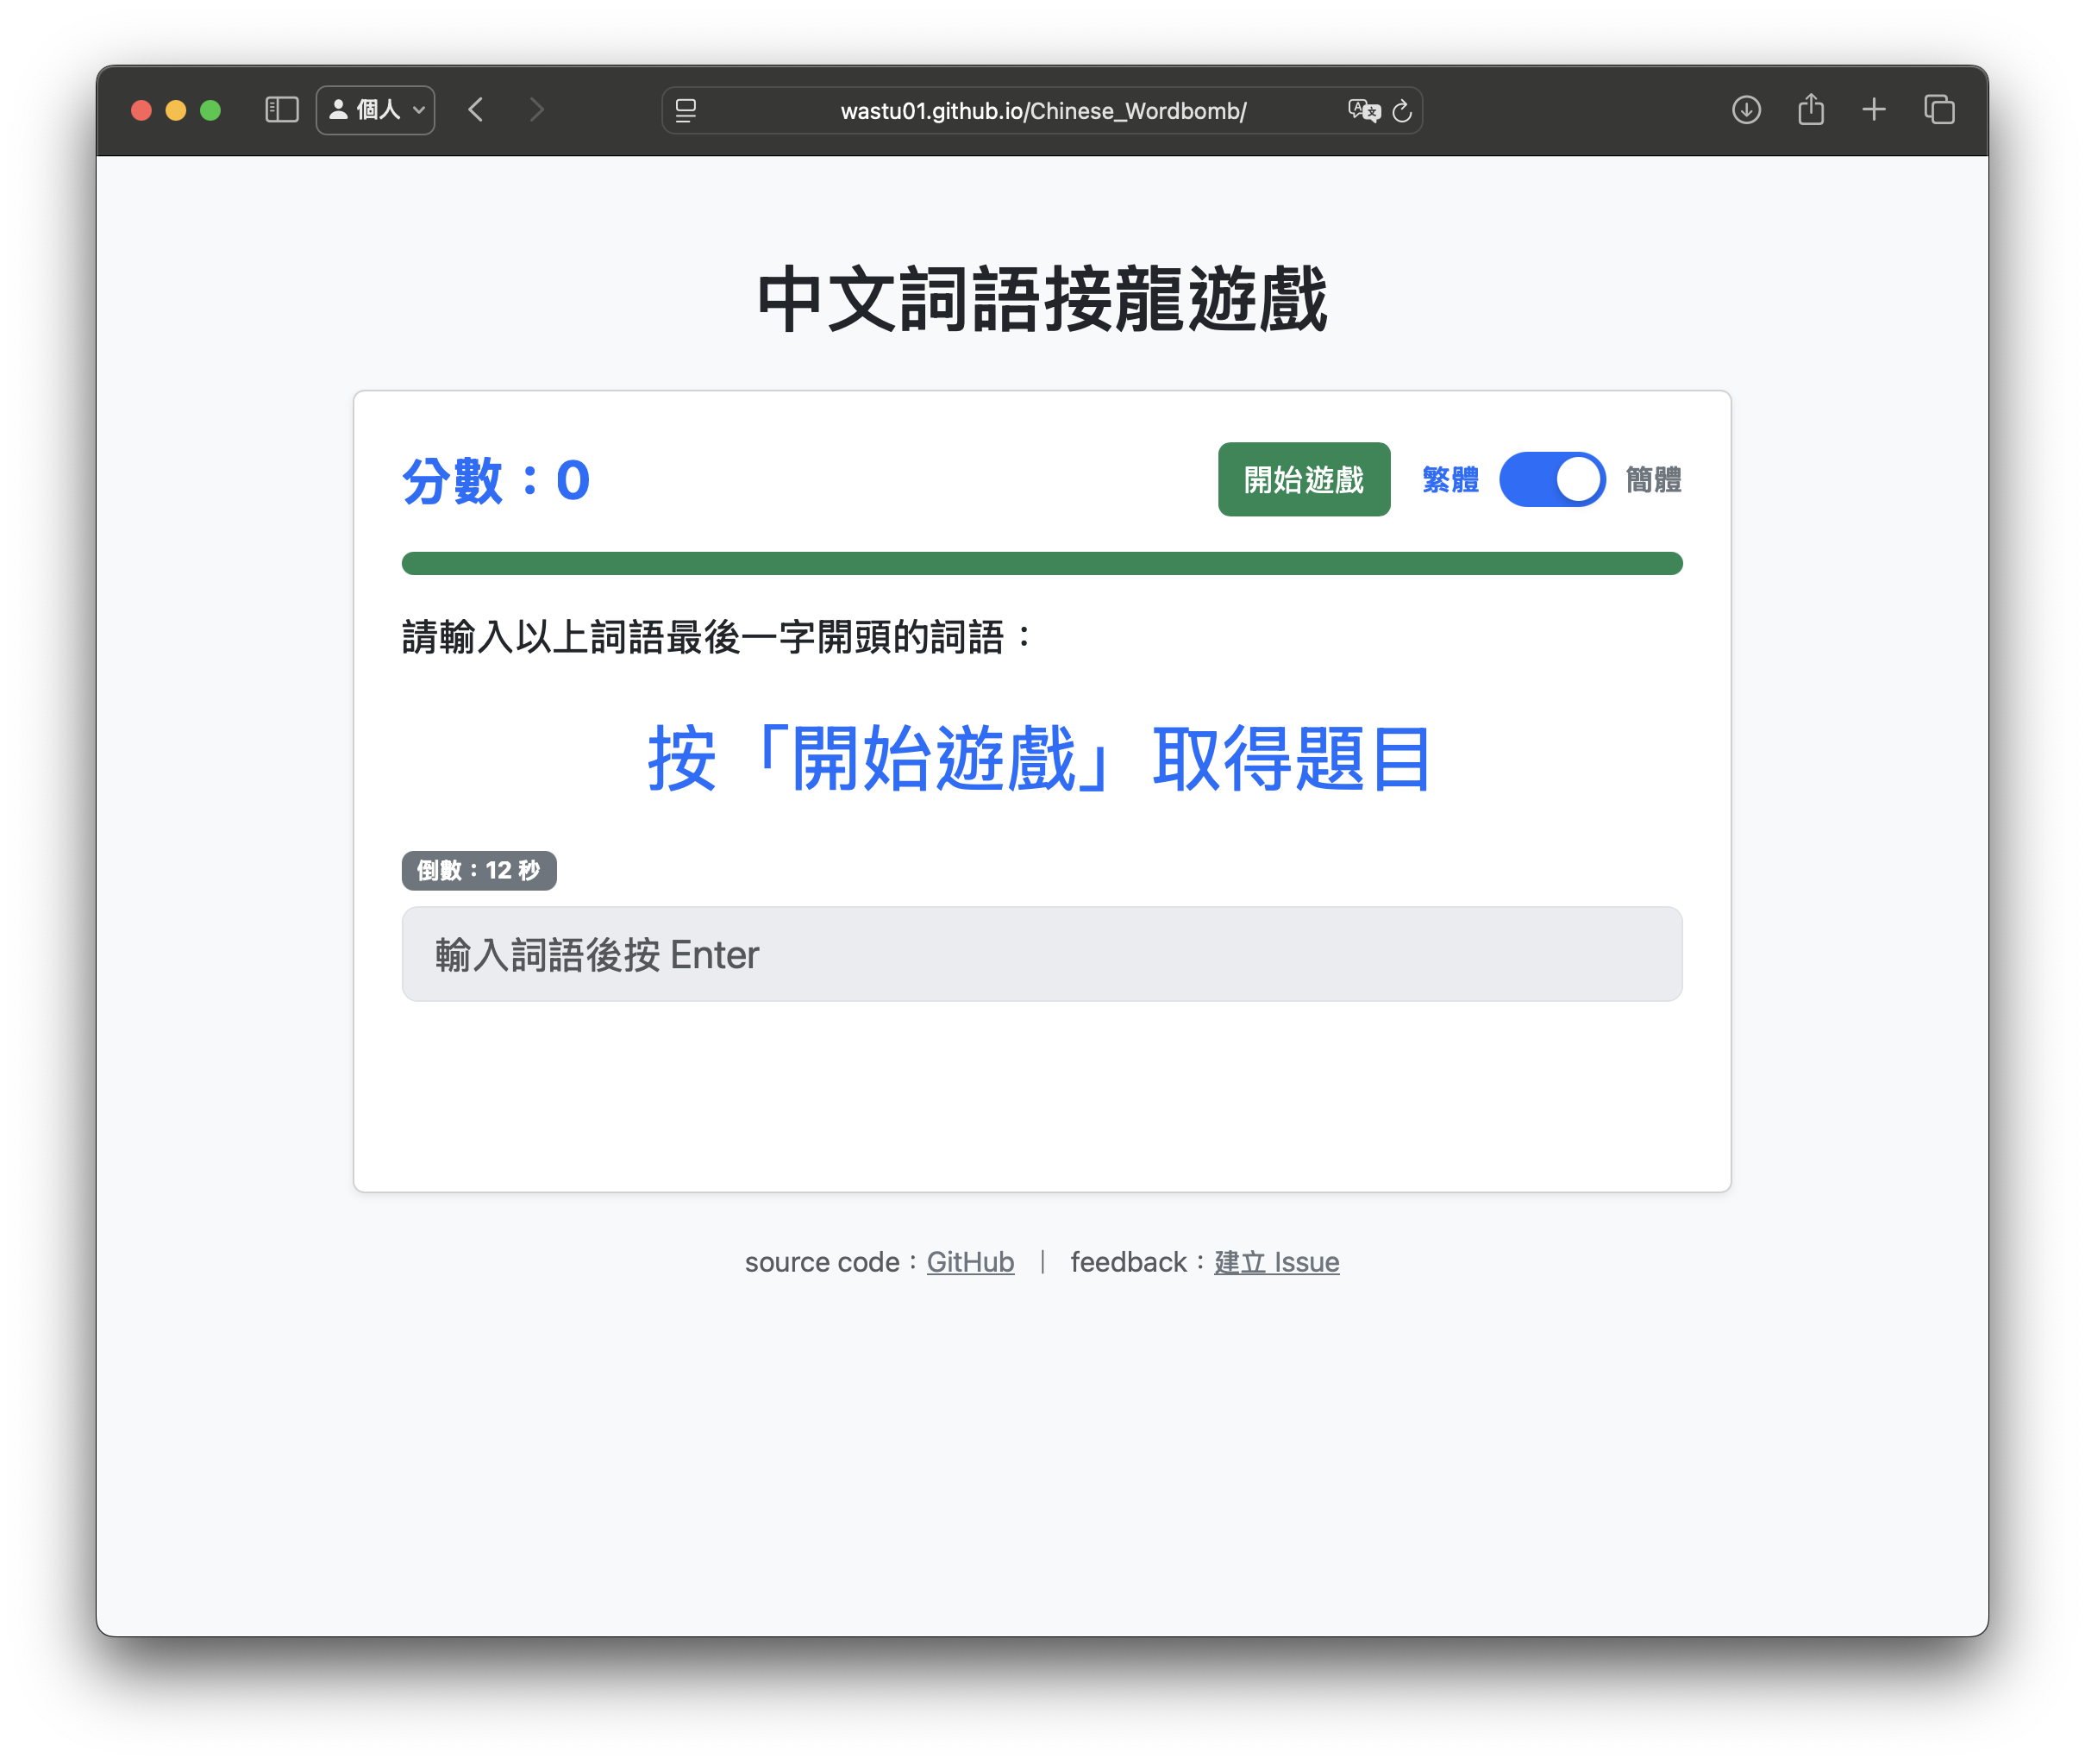 個人
wastu01.github.io/Chinese_Wordbomb/
中文詞語接龍遊戲
分數：0
開始遊戲
繁體
簡體
請輸入以上詞語最後一字開頭的詞語：
按「開始遊戲」取得題目
倒數：12 秒
輸入詞語後按 Enter
source code：GitHub ｜ feedback：建立 Issue